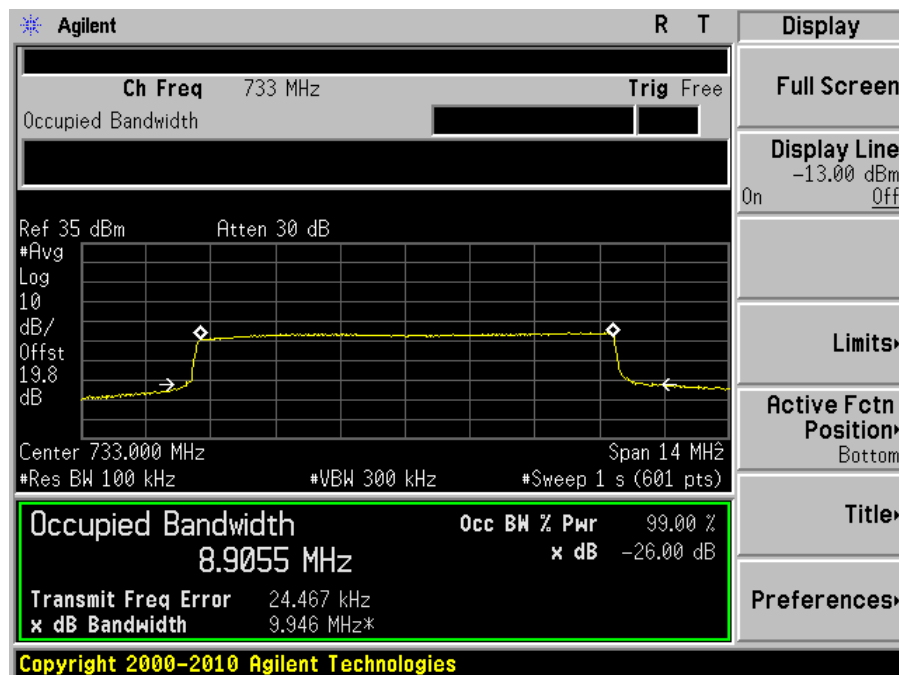 Agilent R T Display
Ch Freq 733 MHz Trig Free
Occupied Bandwidth
Full Screen
Display Line
-13.00 dBm
On Off
Ref 35 dBm Atten 30 dB
#Avg
Log
10
dB/
Offst
19.8
dB
Limits
Active Fctn
Position
Bottom
Center 733.000 MHz Span 14 MHz
#Res BW 100 kHz #VBW 300 kHz #Sweep 1 s (601 pts)
Title
Occupied Bandwidth Occ BW % Pwr 99.00 %
8.9055 MHz x dB -26.00 dB
Transmit Freq Error 24.467 kHz
x dB Bandwidth 9.946 MHz*
Preferences
Copyright 2000-2010 Agilent Technologies